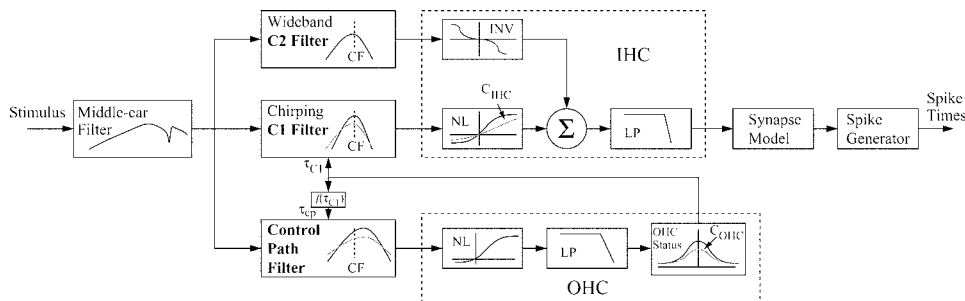 Wideband
C2 Filter
CF
INV
IHC
C_IHC
Stimulus
Middle-ar
Filter
Chirping
C1 Filter
CF
NL
Σ
LP
Synapse
Model
Spike
Generator
Spike
Times
τ_C1
f(τ_C1)
τ_cp
Control
Path
Filter
CF
NL
LP
OHC
Status
C_OHC
OHC